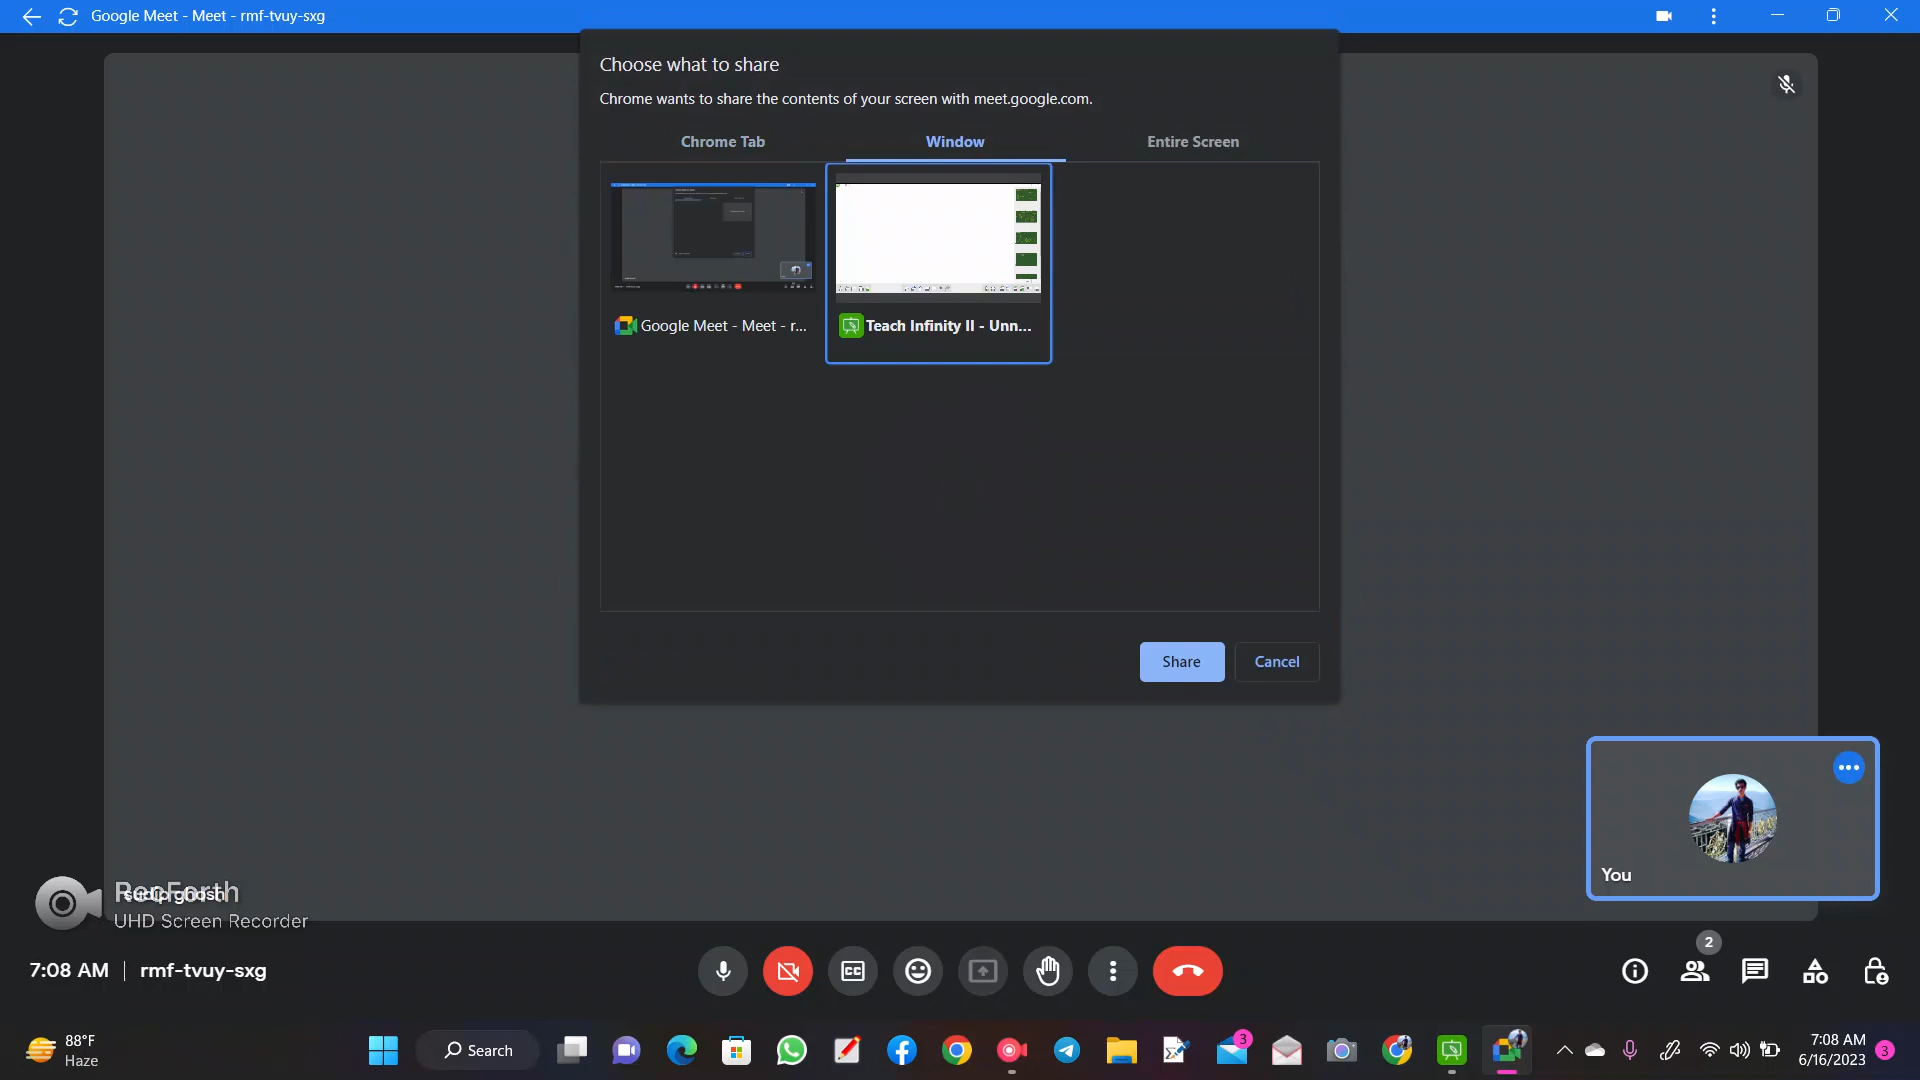 Google Meet - Meet - rmf-tvuy-sxg
Choose what to share
Chrome wants to share the contents of your screen with meet.google.com.
Chrome Tab
Window
Entire Screen
Google Meet - Meet - r...
Teach Infinity II - Unn...
Share
Cancel
You
RecForth
sudip ghosh
UHD Screen Recorder
2
7:08 AM
rmf-tvuy-sxg
CC
88°F
Haze
Search
3
7:08 AM
6/16/2023
3